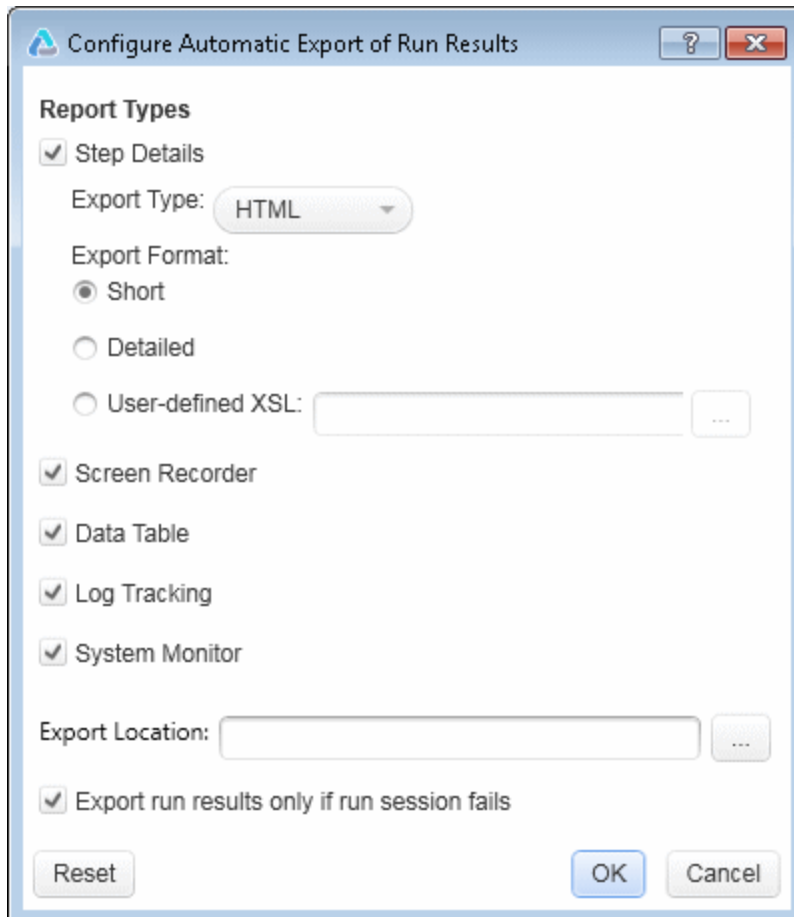 Configure Automatic Export of Run Results
?
Report Types
Step Details
Export Type: HTML
Export Format:
Short
Detailed
User-defined XSL: ...
Screen Recorder
Data Table
Log Tracking
System Monitor
Export Location: ...
Export run results only if run session fails
Reset OK Cancel